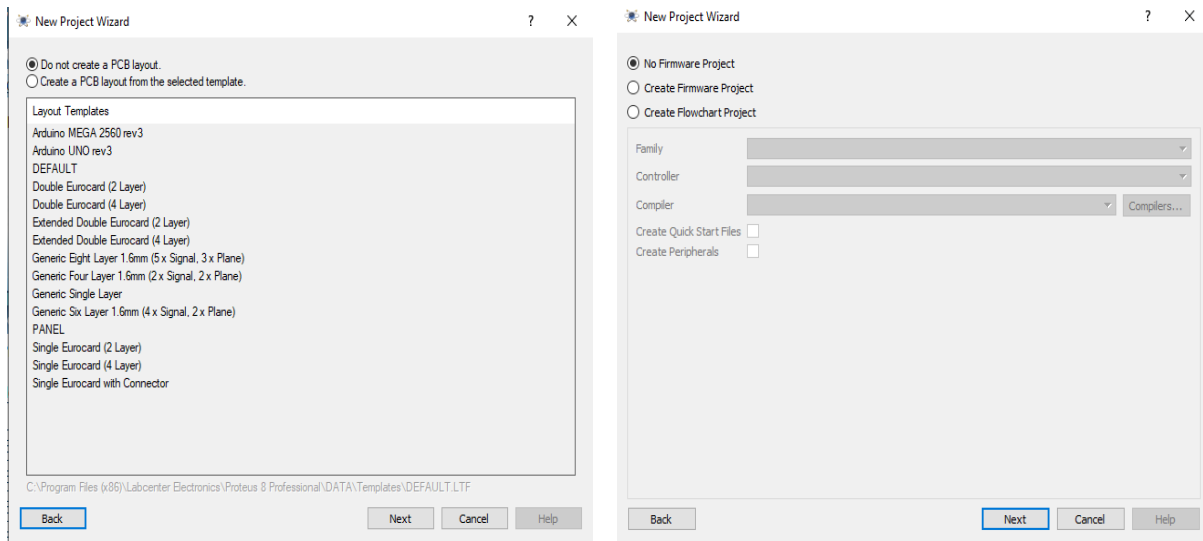 New Project Wizard ? X
Do not create a PCB layout.
Create a PCB layout from the selected template.
Layout Templates
Arduino MEGA 2560 rev3
Arduino UNO rev3
DEFAULT
Double Eurocard (2 Layer)
Double Eurocard (4 Layer)
Extended Double Eurocard (2 Layer)
Extended Double Eurocard (4 Layer)
Generic Eight Layer 1.6mm (5 x Signal, 3 x Plane)
Generic Four Layer 1.6mm (2 x Signal, 2 x Plane)
Generic Single Layer
Generic Six Layer 1.6mm (4 x Signal, 2 x Plane)
PANEL
Single Eurocard (2 Layer)
Single Eurocard (4 Layer)
Single Eurocard with Connector
C:\Program Files (x86)\Labcenter Electronics\Proteus 8 Professional\DATA\Templates\DEFAULT.LTF
Back Next Cancel Help
New Project Wizard ? X
No Firmware Project
Create Firmware Project
Create Flowchart Project
Family
Controller
Compiler Compilers...
Create Quick Start Files
Create Peripherals
Back Next Cancel Help